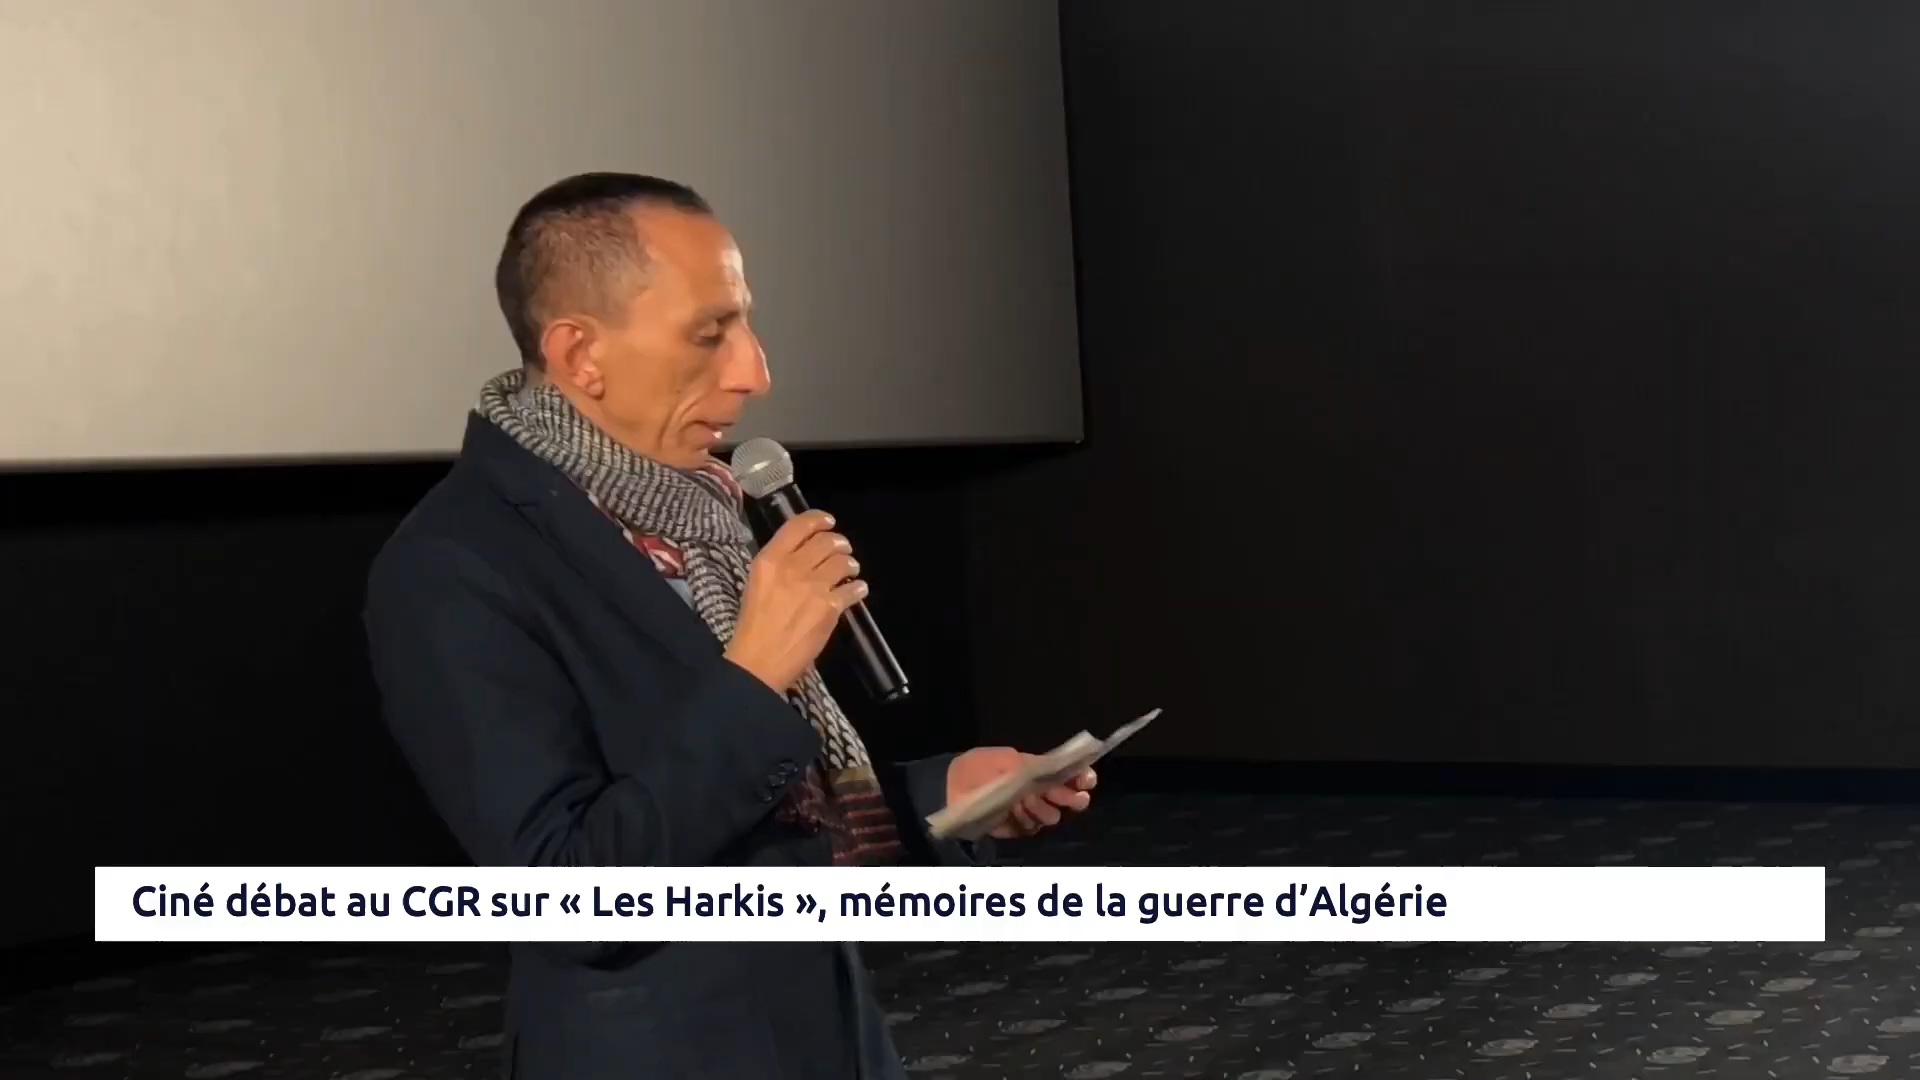 Ciné débat au CGR sur « Les Harkis », mémoires de la guerre d’Algérie